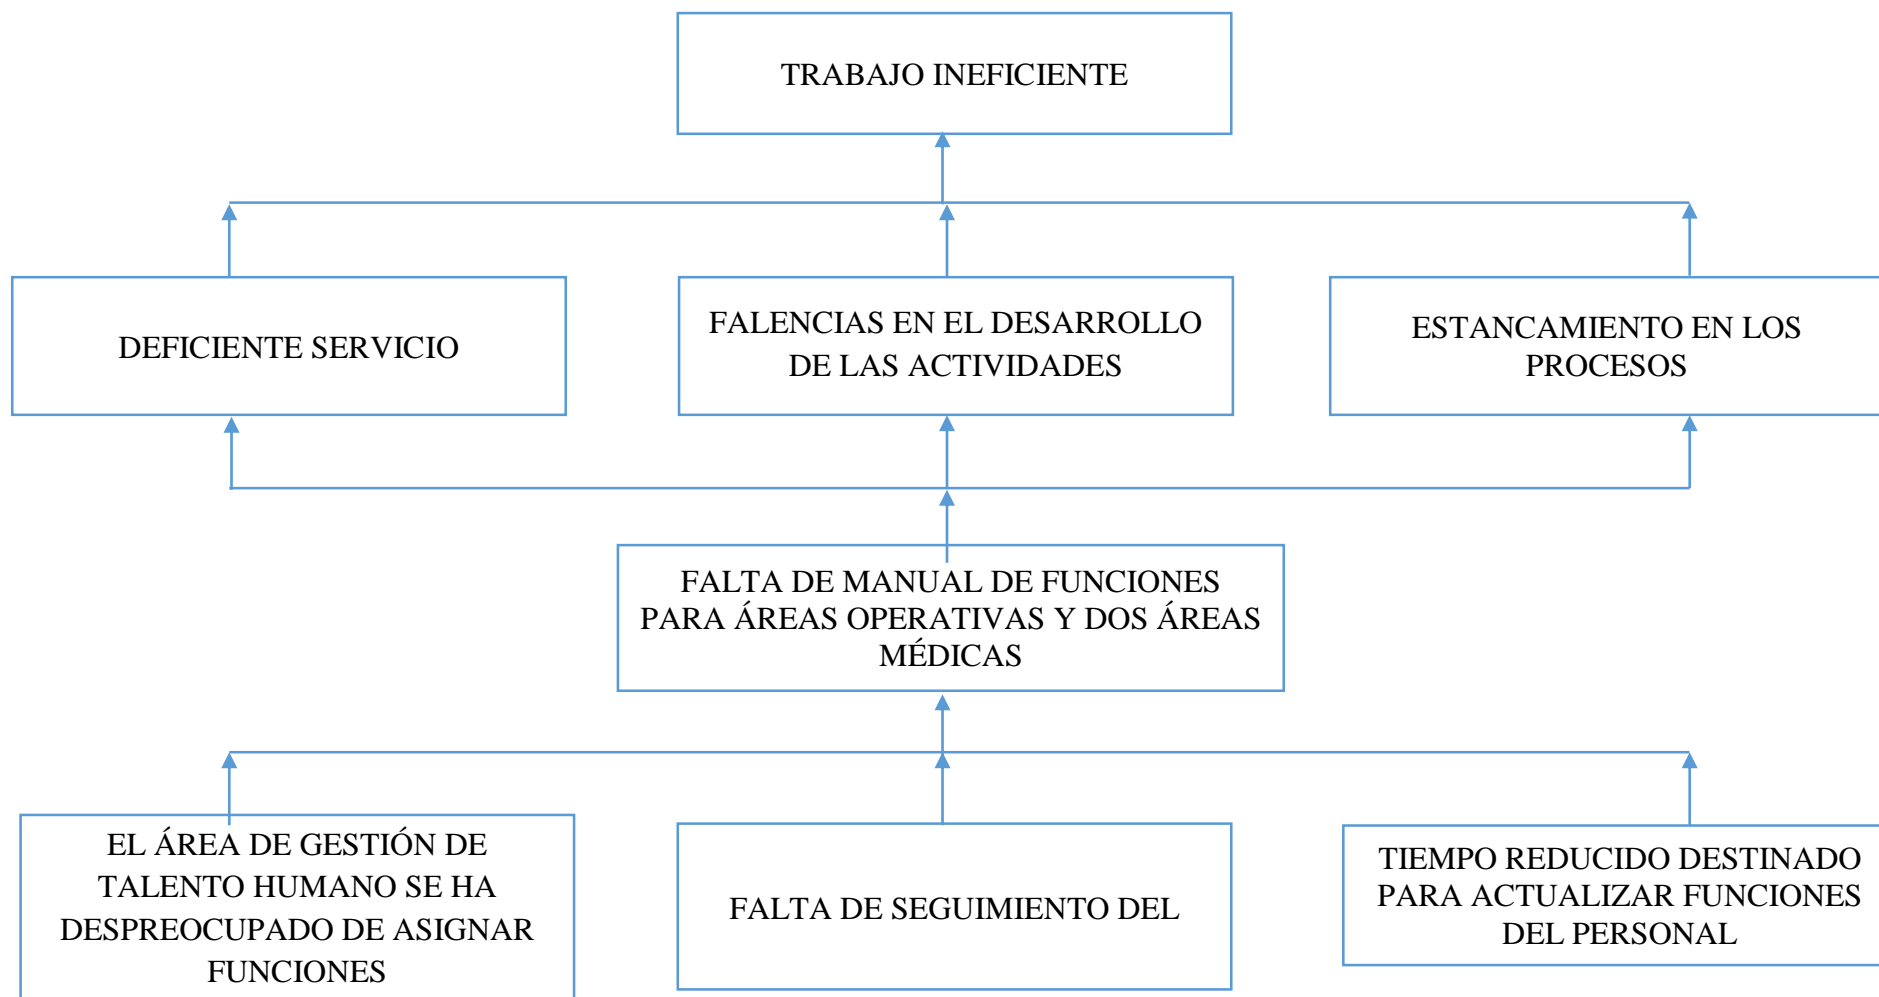 TRABAJO INEFICIENTE
DEFICIENTE SERVICIO
FALENCIAS EN EL DESARROLLO
DE LAS ACTIVIDADES
ESTANCAMIENTO EN LOS
PROCESOS
FALTA DE MANUAL DE FUNCIONES
PARA ÁREAS OPERATIVAS Y DOS ÁREAS
MÉDICAS
EL ÁREA DE GESTIÓN DE
TALENTO HUMANO SE HA
DESPREOCUPADO DE ASIGNAR
FUNCIONES
FALTA DE SEGUIMIENTO DEL
TIEMPO REDUCIDO DESTINADO
PARA ACTUALIZAR FUNCIONES
DEL PERSONAL